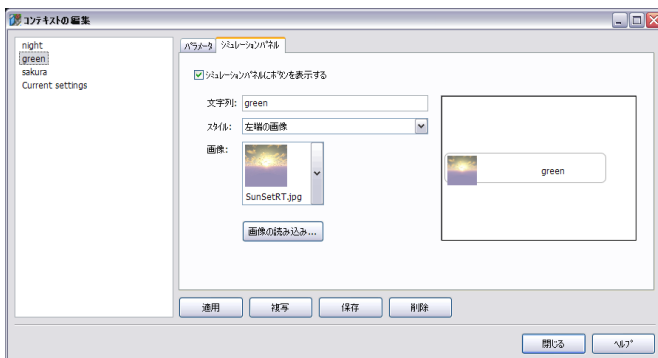 コンテキストの編集
night
green
sakura
Current settings
パラメータ シミュレーションパネル
シミュレーションパネルにボタンを表示する
文字列: green
スタイル: 左端の画像
画像:
SunSetRT.jpg
画像の読み込み...
green
適用 複写 保存 削除
閉じる ヘルプ